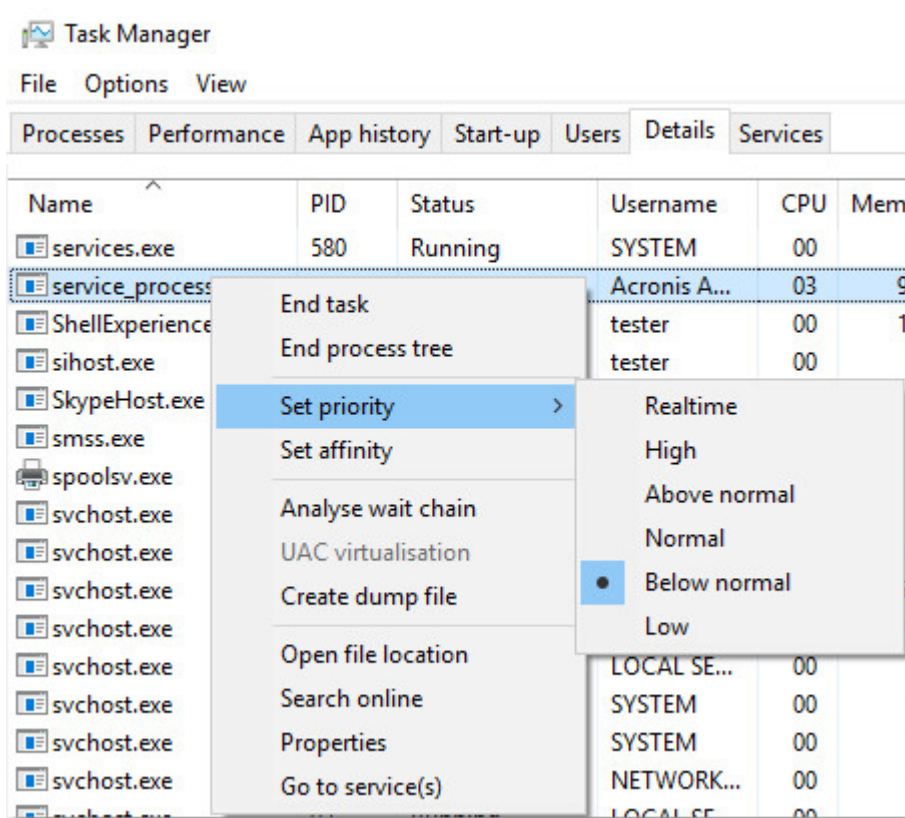 Task Manager
File Options View
Processes Performance App history Start-up Users Details Services
Name PID Status Username CPU Mem
services.exe 580 Running SYSTEM 00
service_process Acronis A... 03 9
ShellExperience tester 00 1
sihost.exe tester 00
SkypeHost.exe
smss.exe
spoolsv.exe
svchost.exe
svchost.exe
svchost.exe
svchost.exe
svchost.exe LOCAL SE... 00
svchost.exe SYSTEM 00
svchost.exe SYSTEM 00
svchost.exe NETWORK... 00
End task
End process tree
Set priority
Set affinity
Analyse wait chain
UAC virtualisation
Create dump file
Open file location
Search online
Properties
Go to service(s)
Realtime
High
Above normal
Normal
Below normal
Low